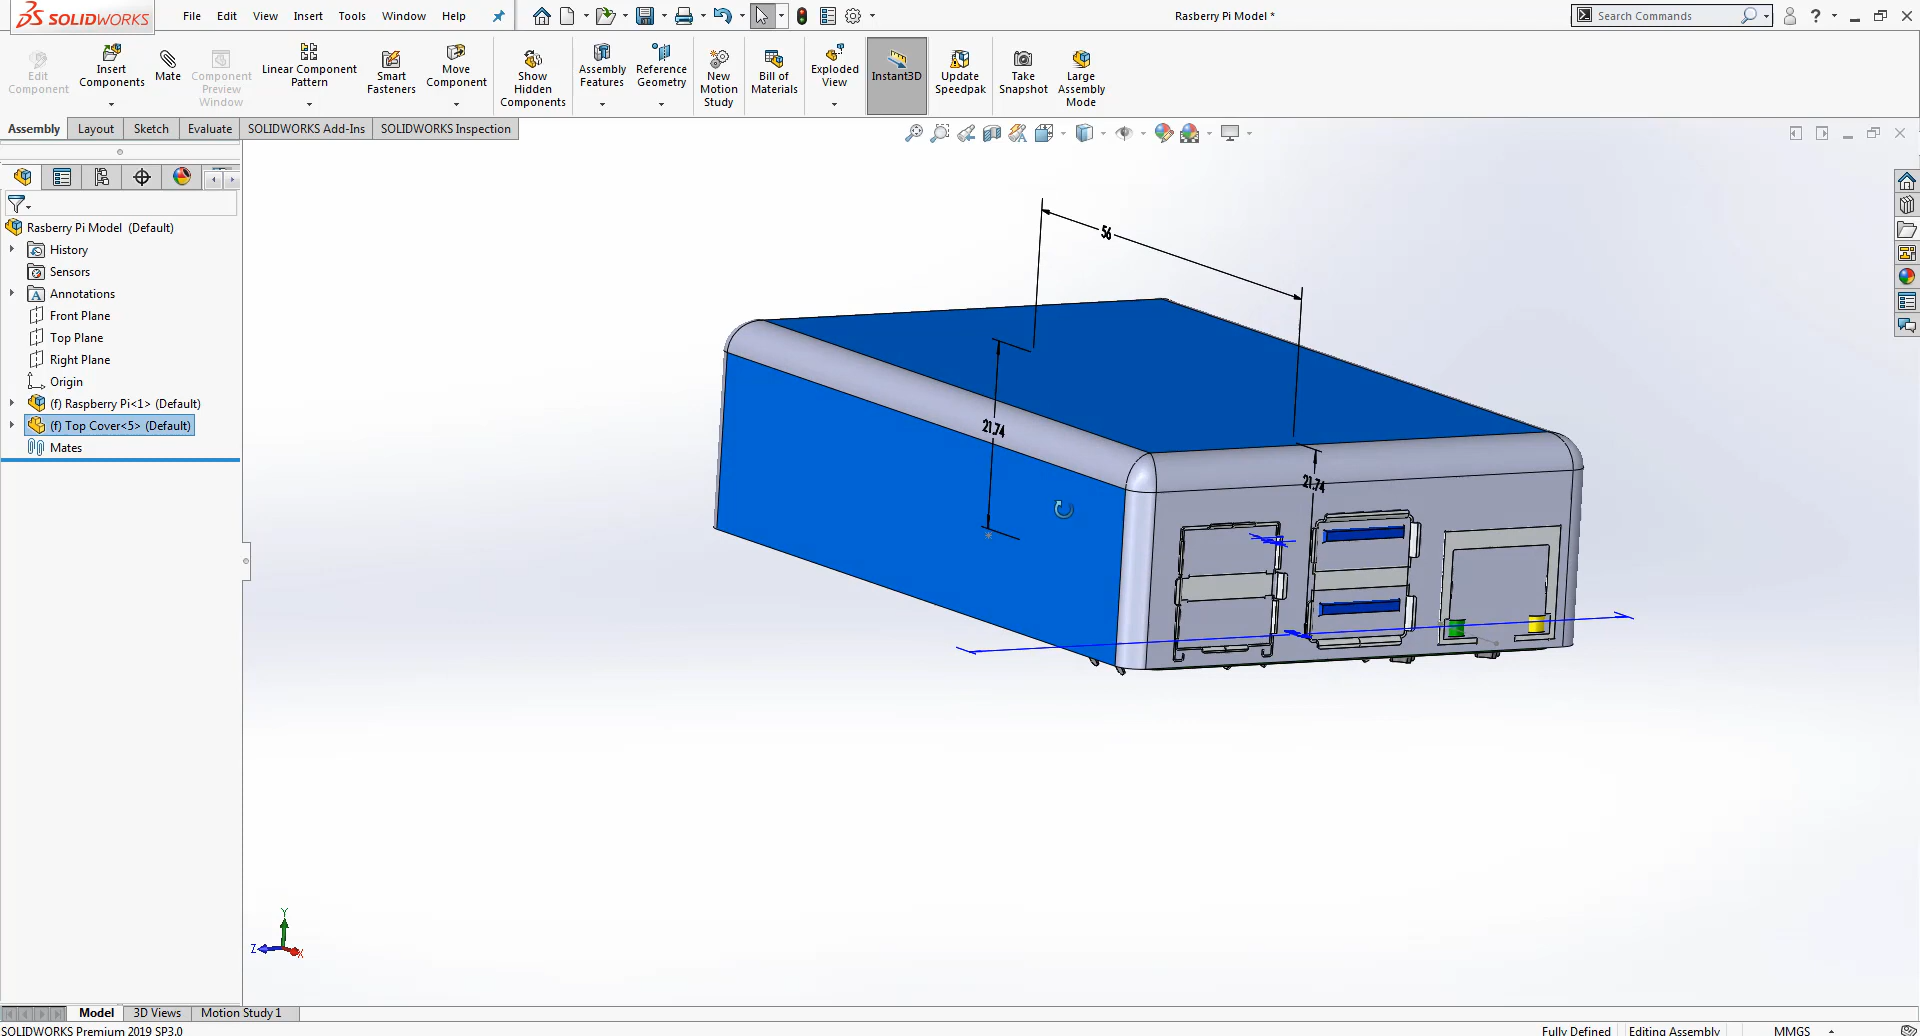 SOLIDWORKS
File Edit View Insert Tools Window Help
Rasberry Pi Model *
Search Commands
Edit Component
Insert Components
Mate
Component Preview Window
Linear Component Pattern
Smart Fasteners
Move Component
Show Hidden Components
Assembly Features
Reference Geometry
New Motion Study
Bill of Materials
Exploded View
Instant3D
Update Speedpak
Take Snapshot
Large Assembly Mode
Assembly Layout Sketch Evaluate SOLIDWORKS Add-Ins SOLIDWORKS Inspection
Rasberry Pi Model (Default)
History
Sensors
Annotations
Front Plane
Top Plane
Right Plane
Origin
(f) Raspberry Pi<1> (Default)
(f) Top Cover<5> (Default)
Mates
56
21.74
21.74
Y
Z
X
Model 3D Views Motion Study 1
SOLIDWORKS Premium 2019 SP3.0
Fully Defined Editing Assembly MMGS